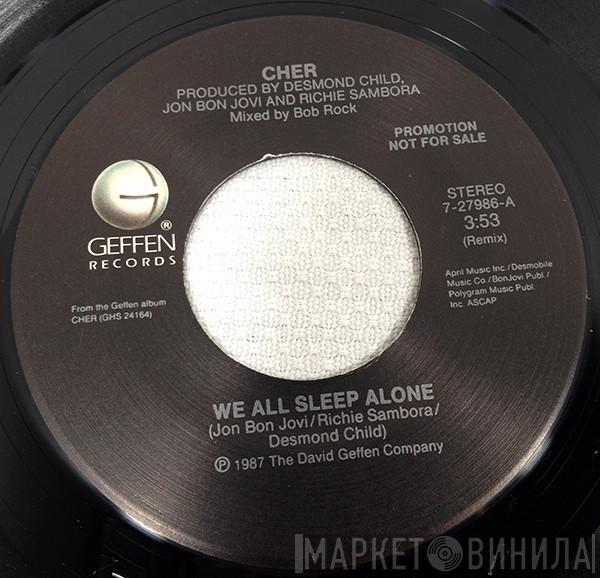 CHER
PRODUCED BY DESMOND CHILD,
JON BON JOVI AND RICHIE SAMBORA
Mixed by Bob Rock
PROMOTION
NOT FOR SALE
G
®
GEFFEN
RECORDS
STEREO
7-27986-A
3:53
(Remix)
April Music Inc./Desmobile
Music Co./BonJovi Publ./
Polygram Music Publ.
Inc. ASCAP
From the Geffen album
CHER (GHS 24164)
WE ALL SLEEP ALONE
(Jon Bon Jovi/Richie Sambora/
Desmond Child)
℗ 1987 The David Geffen Company
МАРКЕТ ВИНИЛА